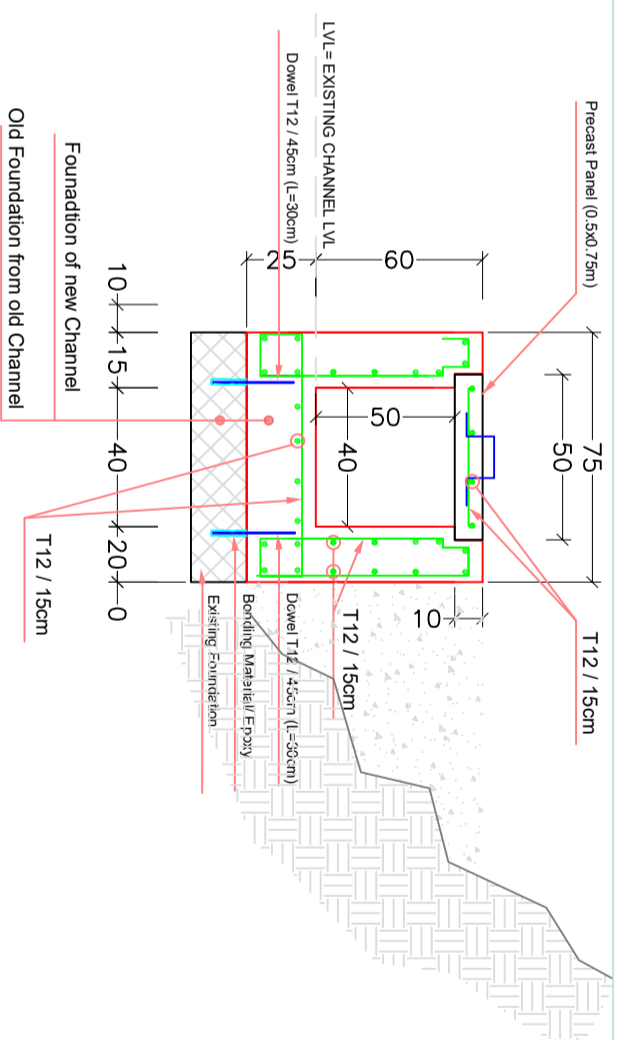 Precast Panel (0.5x0.75m)
LVL= EXISTING CHANNEL LVL
Dowel T12 / 45cm (L=30cm)
75
50
60
25
50
40
10
T12 / 15cm
T12 / 15cm
Dowel T12 / 45cm (L=30cm)
Bonding Material/ Epoxy
Existing Foundation
10
15
40
20
0
T12 / 15cm
Founadtion of new Channel
Old Foundation from old Channel